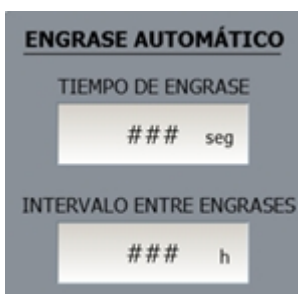 ENGRASE AUTOMÁTICO
TIEMPO DE ENGRASE
### seg
INTERVALO ENTRE ENGRASES
### h